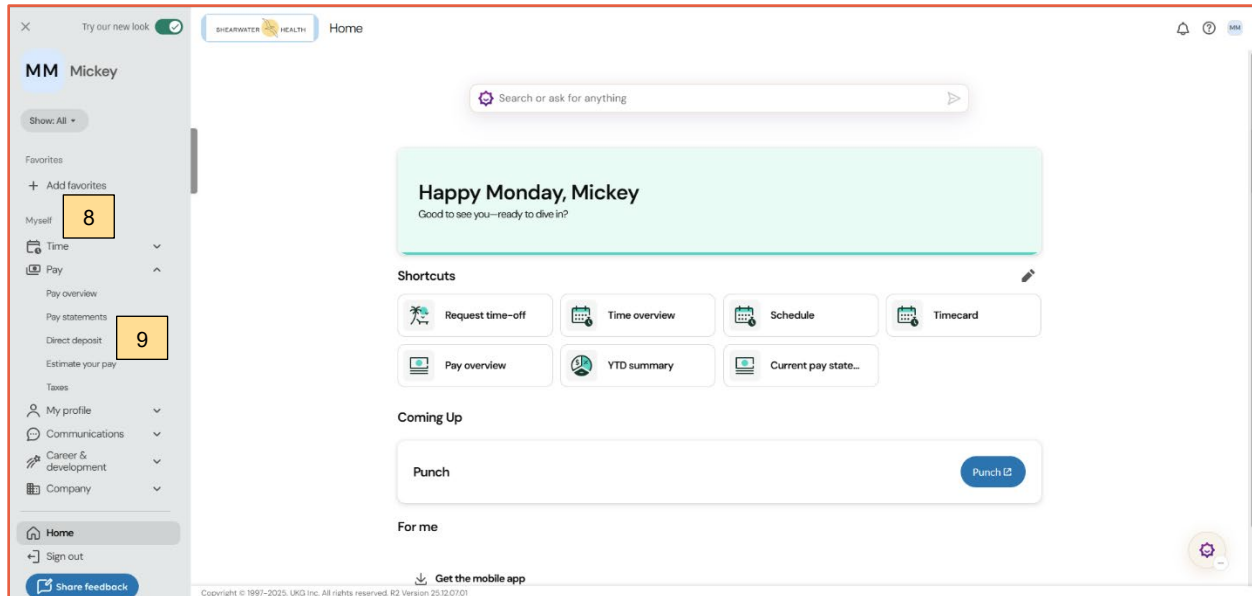 Try our new look
MM Mickey
Show: All
Favorites
+ Add favorites
Myself
8
Time
Pay
Pay overview
Pay statements
Direct deposit
9
Estimate your pay
Taxes
My profile
Communications
Career &
development
Company
Home
Sign out
Share feedback
SHEARWATER HEALTH
Home
MM
Search or ask for anything
Happy Monday, Mickey
Good to see you—ready to dive in?
Shortcuts
Request time-off
Time overview
Schedule
Timecard
Pay overview
YTD summary
Current pay state...
Coming Up
Punch
Punch
For me
Get the mobile app
Copyright © 1997-2025. UKG Inc. All rights reserved. R2 Version 25.12.07.01